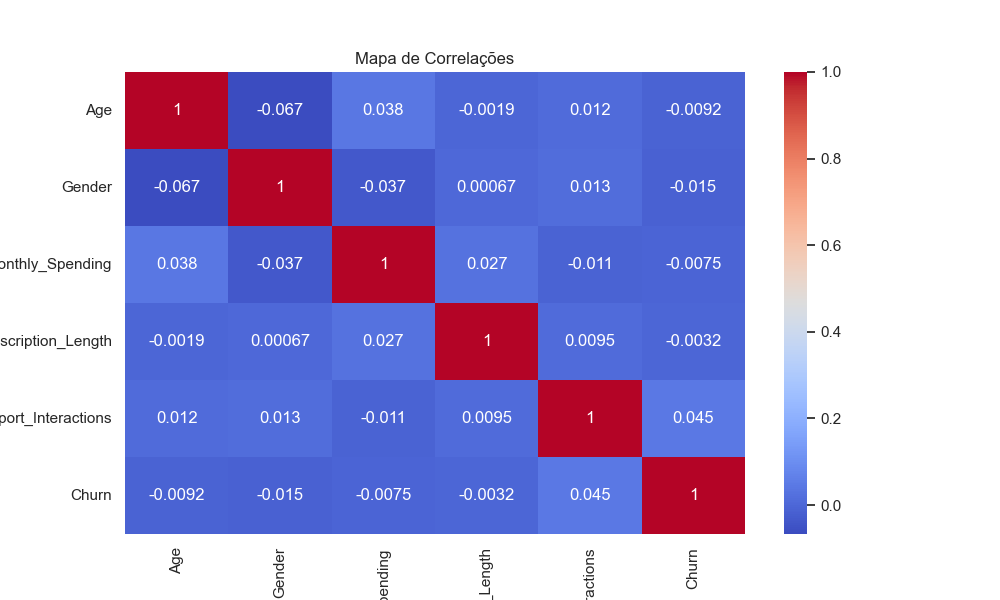 Mapa de Correlações
Age 1 -0.067 0.038 -0.0019 0.012 -0.0092
Gender -0.067 1 -0.037 0.00067 0.013 -0.015
onthly_Spending 0.038 -0.037 1 0.027 -0.011 -0.0075
scription_Length -0.0019 0.00067 0.027 1 0.0095 -0.0032
port_Interactions 0.012 0.013 -0.011 0.0095 1 0.045
Churn -0.0092 -0.015 -0.0075 -0.0032 0.045 1
Age
Gender
pending
_Length
ractions
Churn
1.0
0.8
0.6
0.4
0.2
0.0